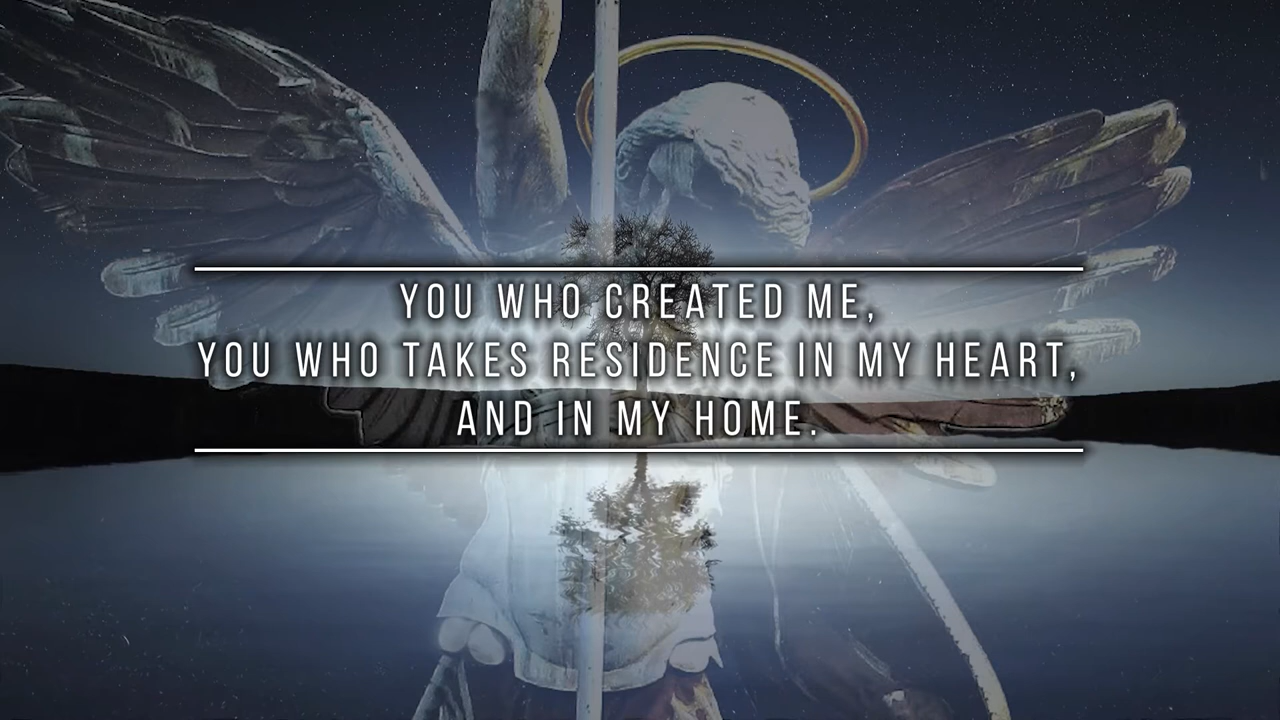 YOU WHO CREATED ME,
YOU WHO TAKES RESIDENCE IN MY HEART,
AND IN MY HOME.